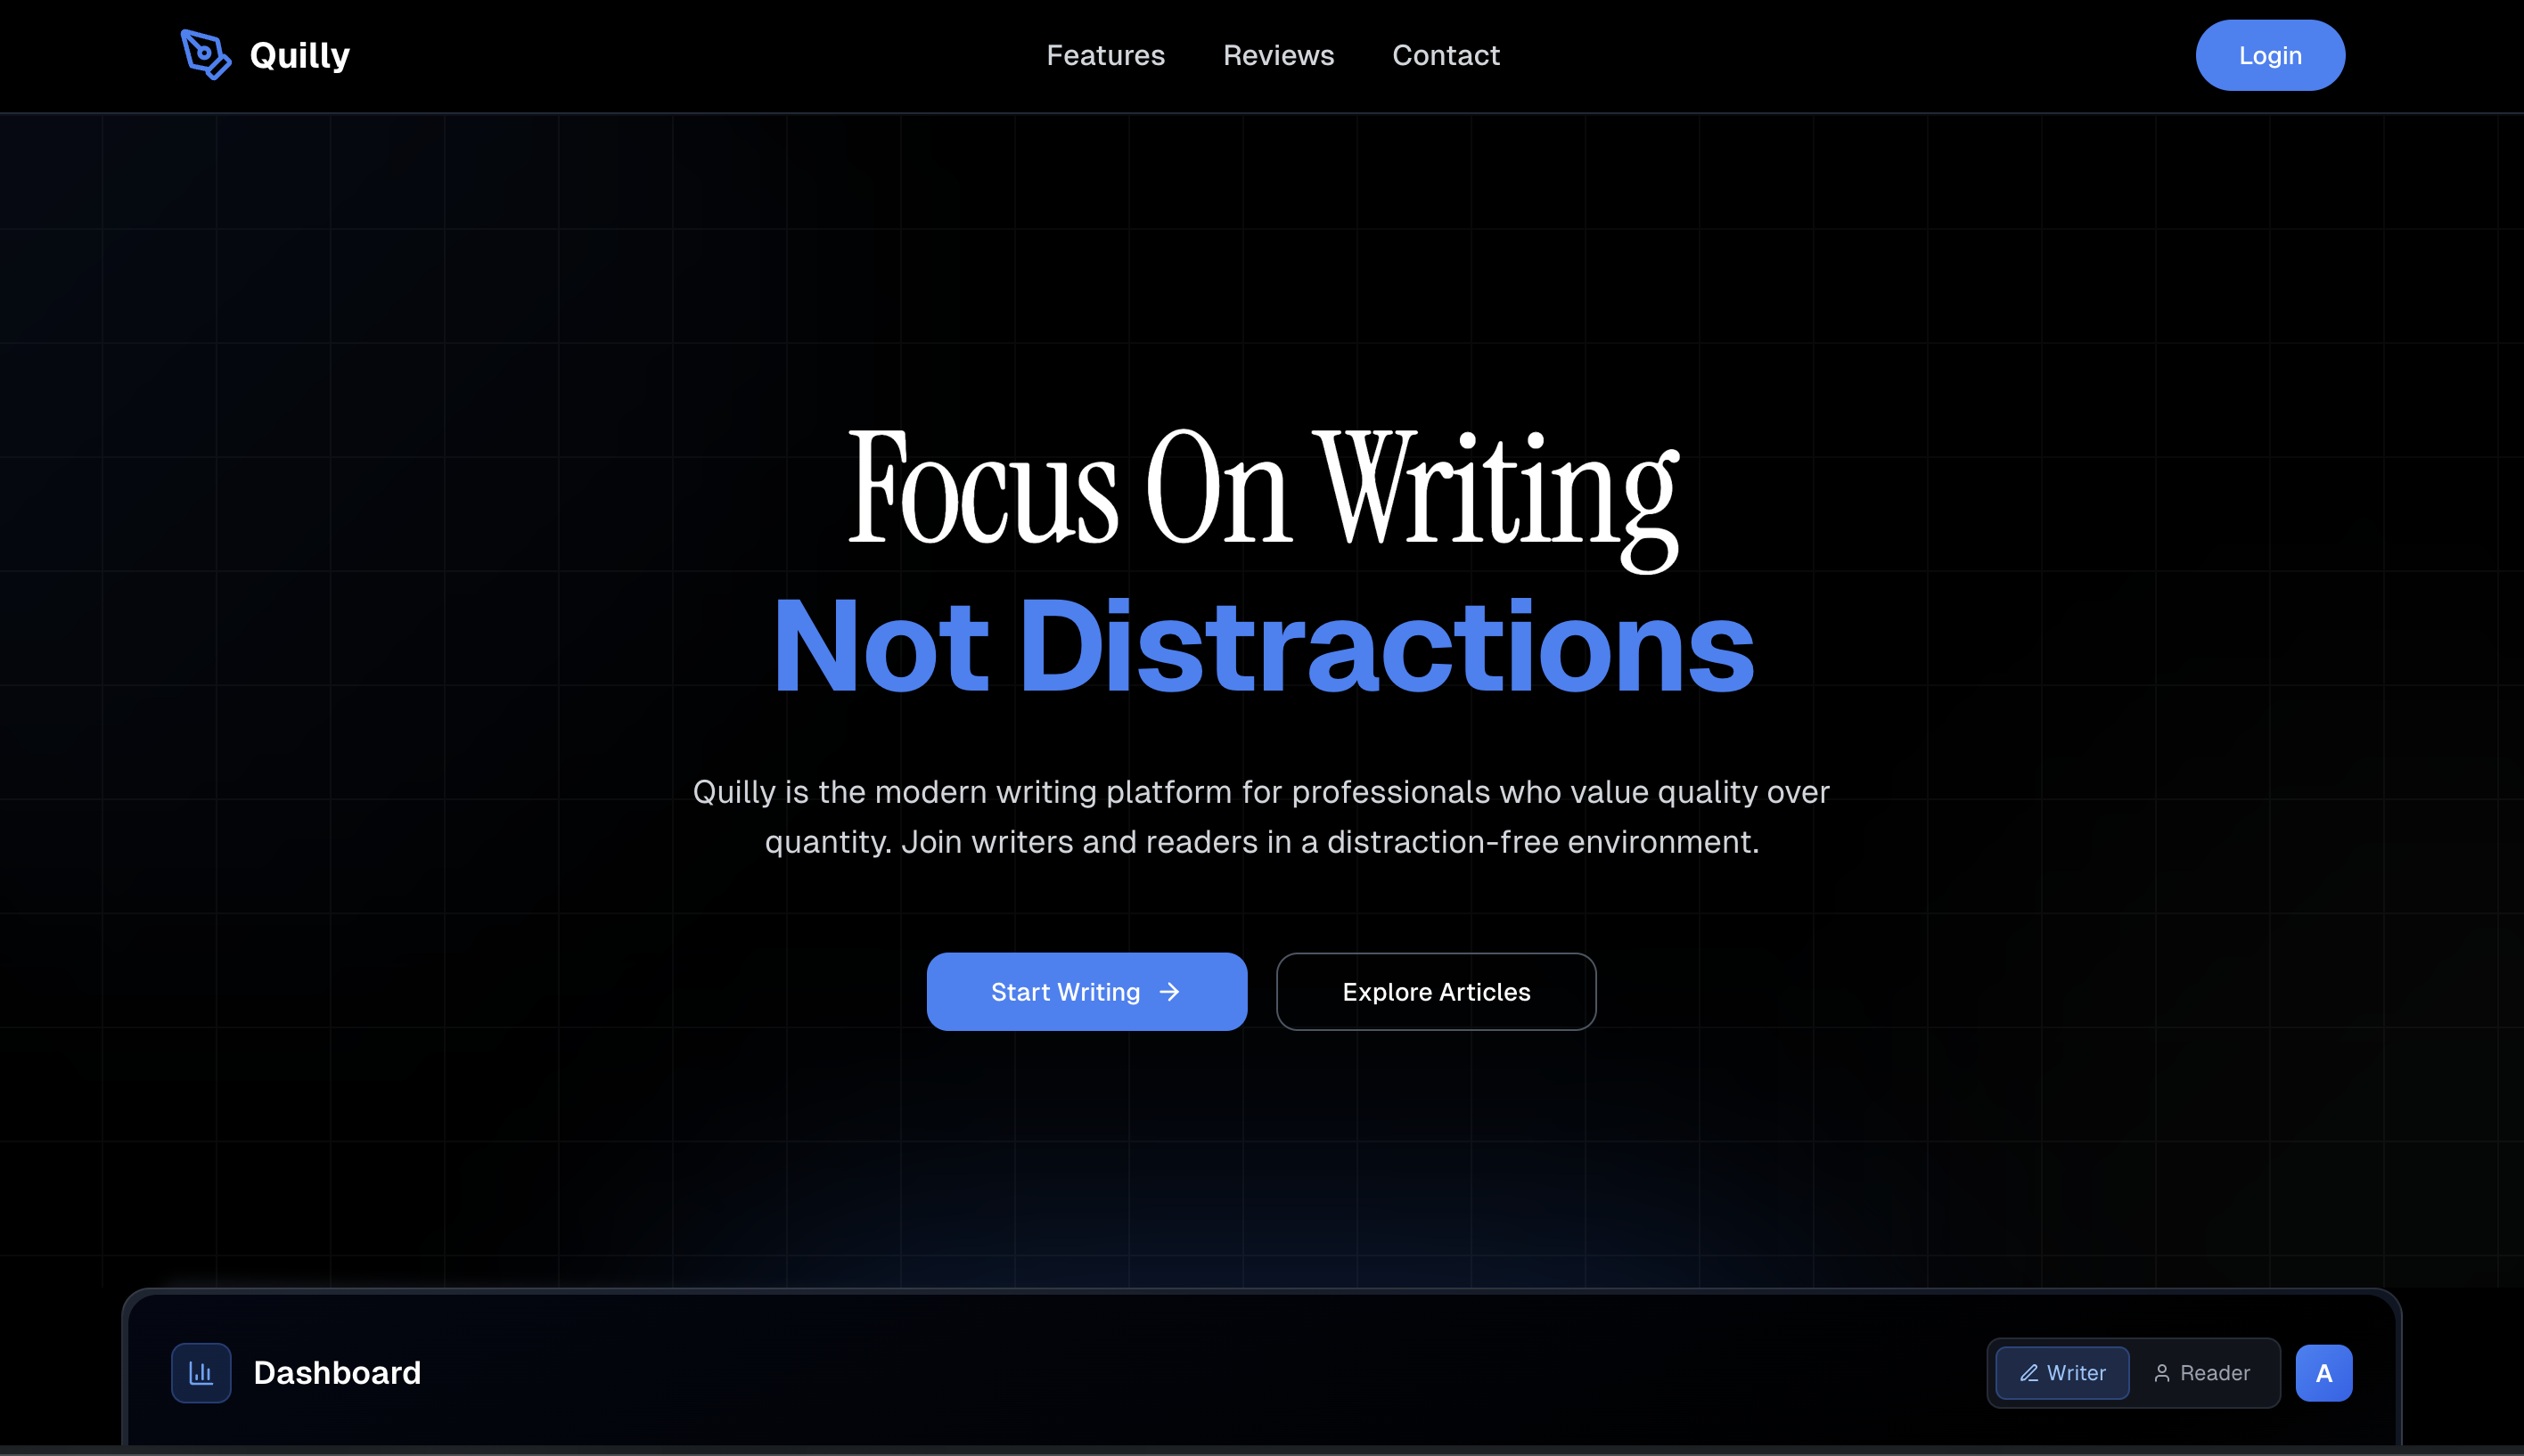 Quilly
Features Reviews Contact
Login
Focus On Writing
Not Distractions
Quilly is the modern writing platform for professionals who value quality over
quantity. Join writers and readers in a distraction-free environment.
Start Writing
Explore Articles
Dashboard
Writer
Reader
A